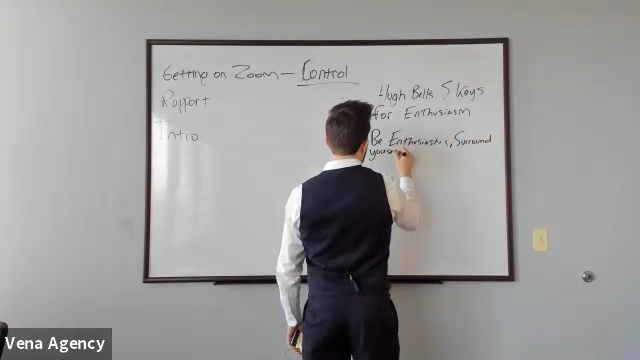 Getting on Zoom - Control
Rapport
Intro
Hugh Bells 5 Keys
for Enthusiasm
Be Enthusiastic, Surround
Vena Agency